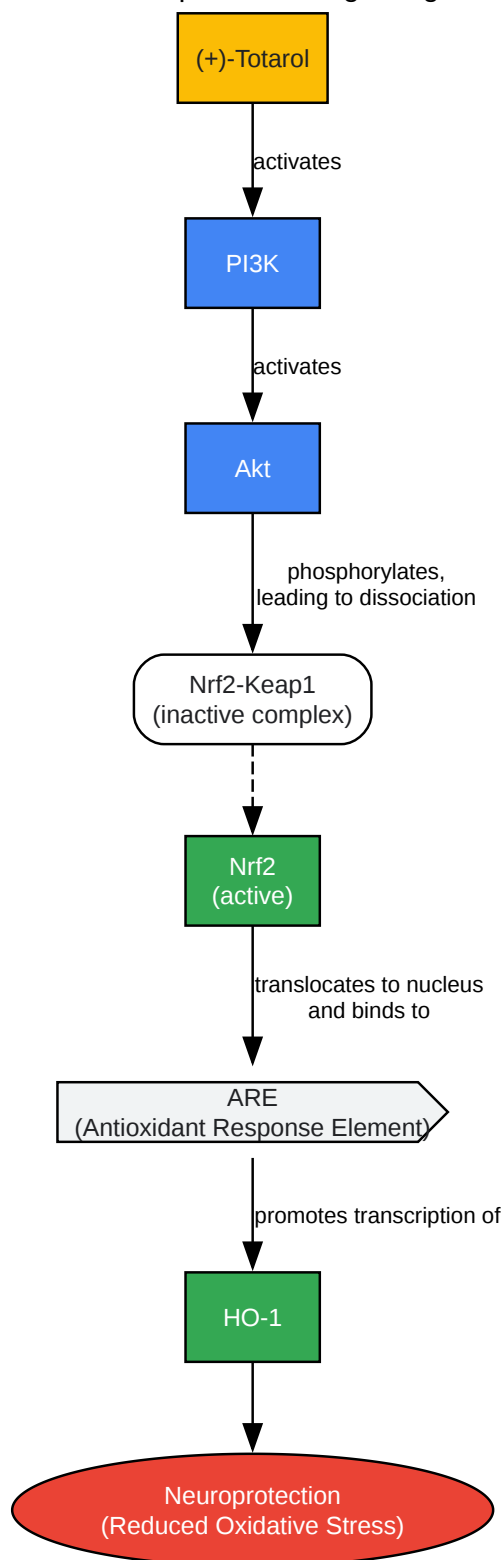 (+)-Totarol
activates
PI3K
activates
Akt
phosphorylates,
leading to dissociation
Nrf2-Keap1
(inactive complex)
Nrf2
(active)
translocates to nucleus
and binds to
ARE
(Antioxidant Response Element)
promotes transcription of
HO-1
Neuroprotection
(Reduced Oxidative Stress)